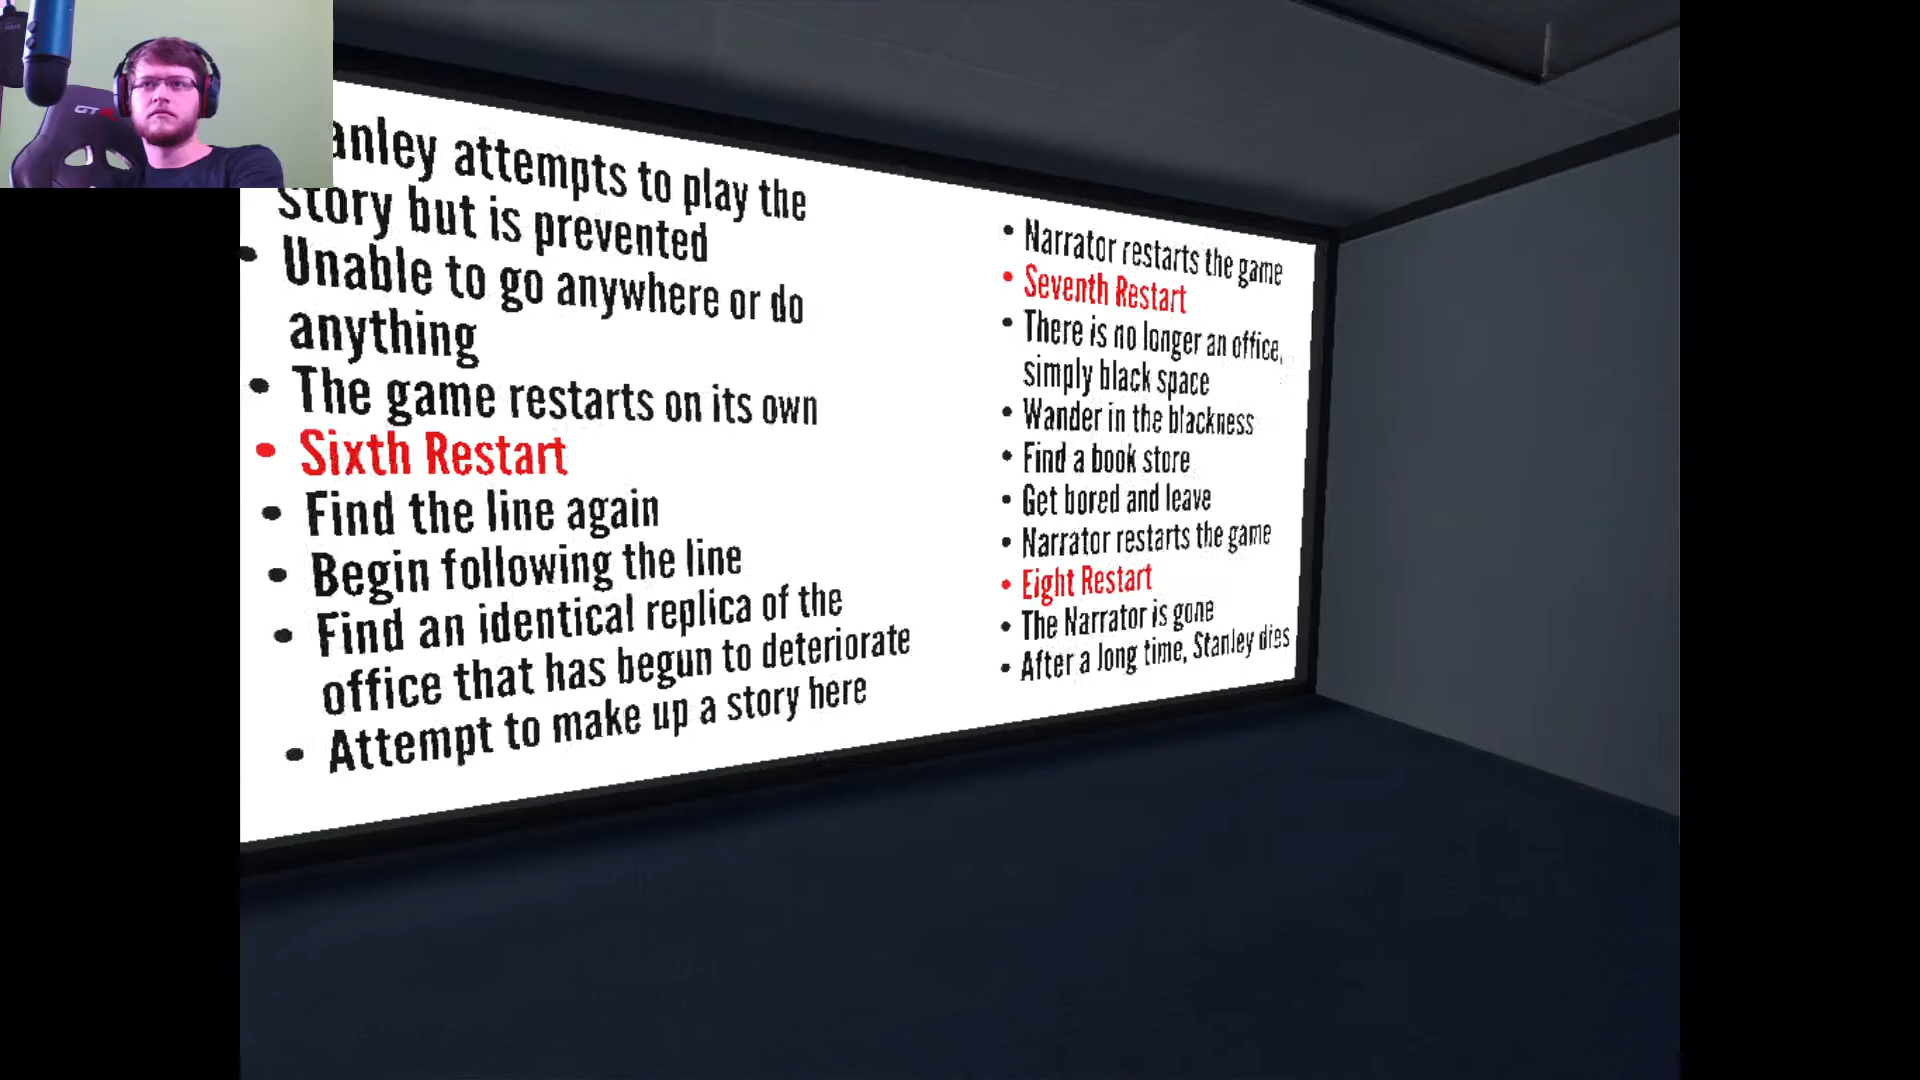 anley attempts to play the
story but is prevented
• Unable to go anywhere or do
anything
• The game restarts on its own
• Sixth Restart
• Find the line again
• Begin following the line
• Find an identical replica of the
office that has begun to deteriorate
• Attempt to make up a story here
• Narrator restarts the game
• Seventh Restart
• There is no longer an office,
simply black space
• Wander in the blackness
• Find a book store
• Get bored and leave
• Narrator restarts the game
• Eight Restart
• The Narrator is gone
• After a long time, Stanley dies